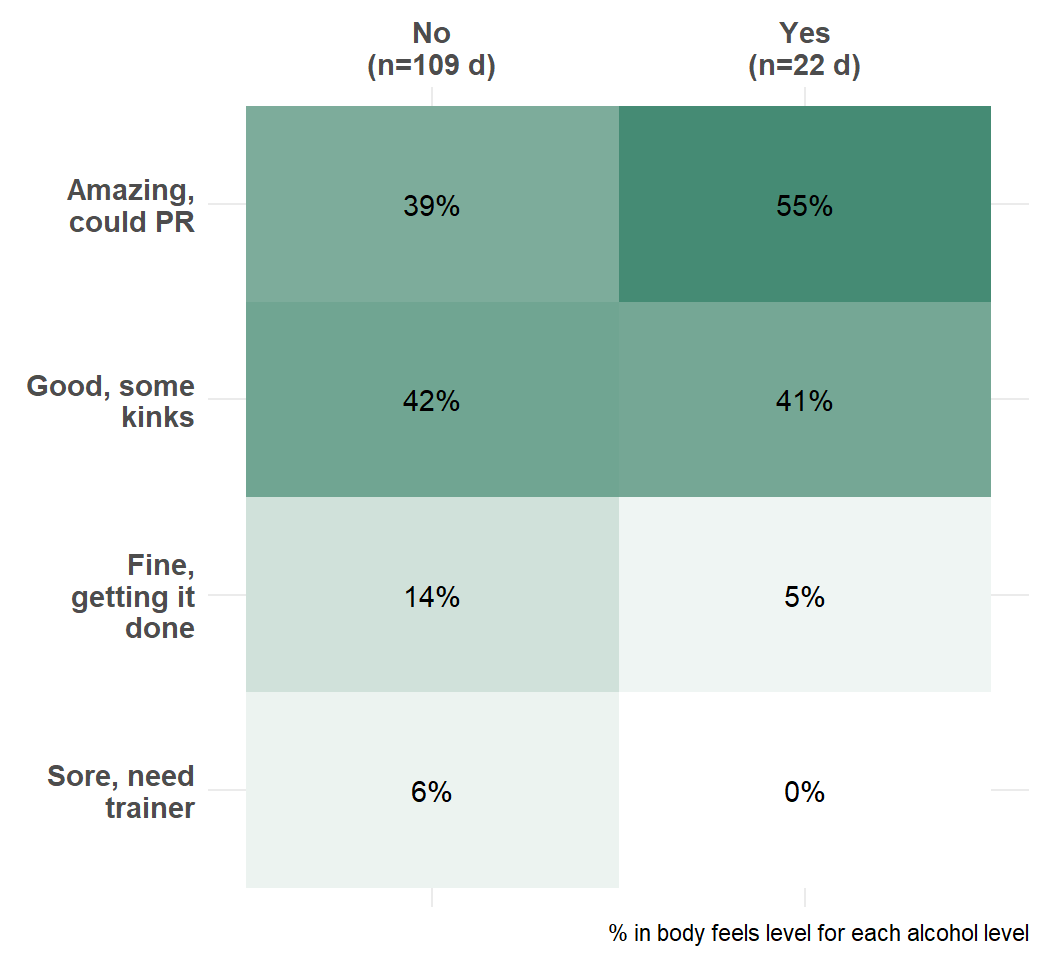 No
(n=109 d)
Yes
(n=22 d)
Amazing,
could PR
39%
55%
Good, some
kinks
42%
41%
Fine,
getting it
done
14%
5%
Sore, need
trainer
6%
0%
% in body feels level for each alcohol level